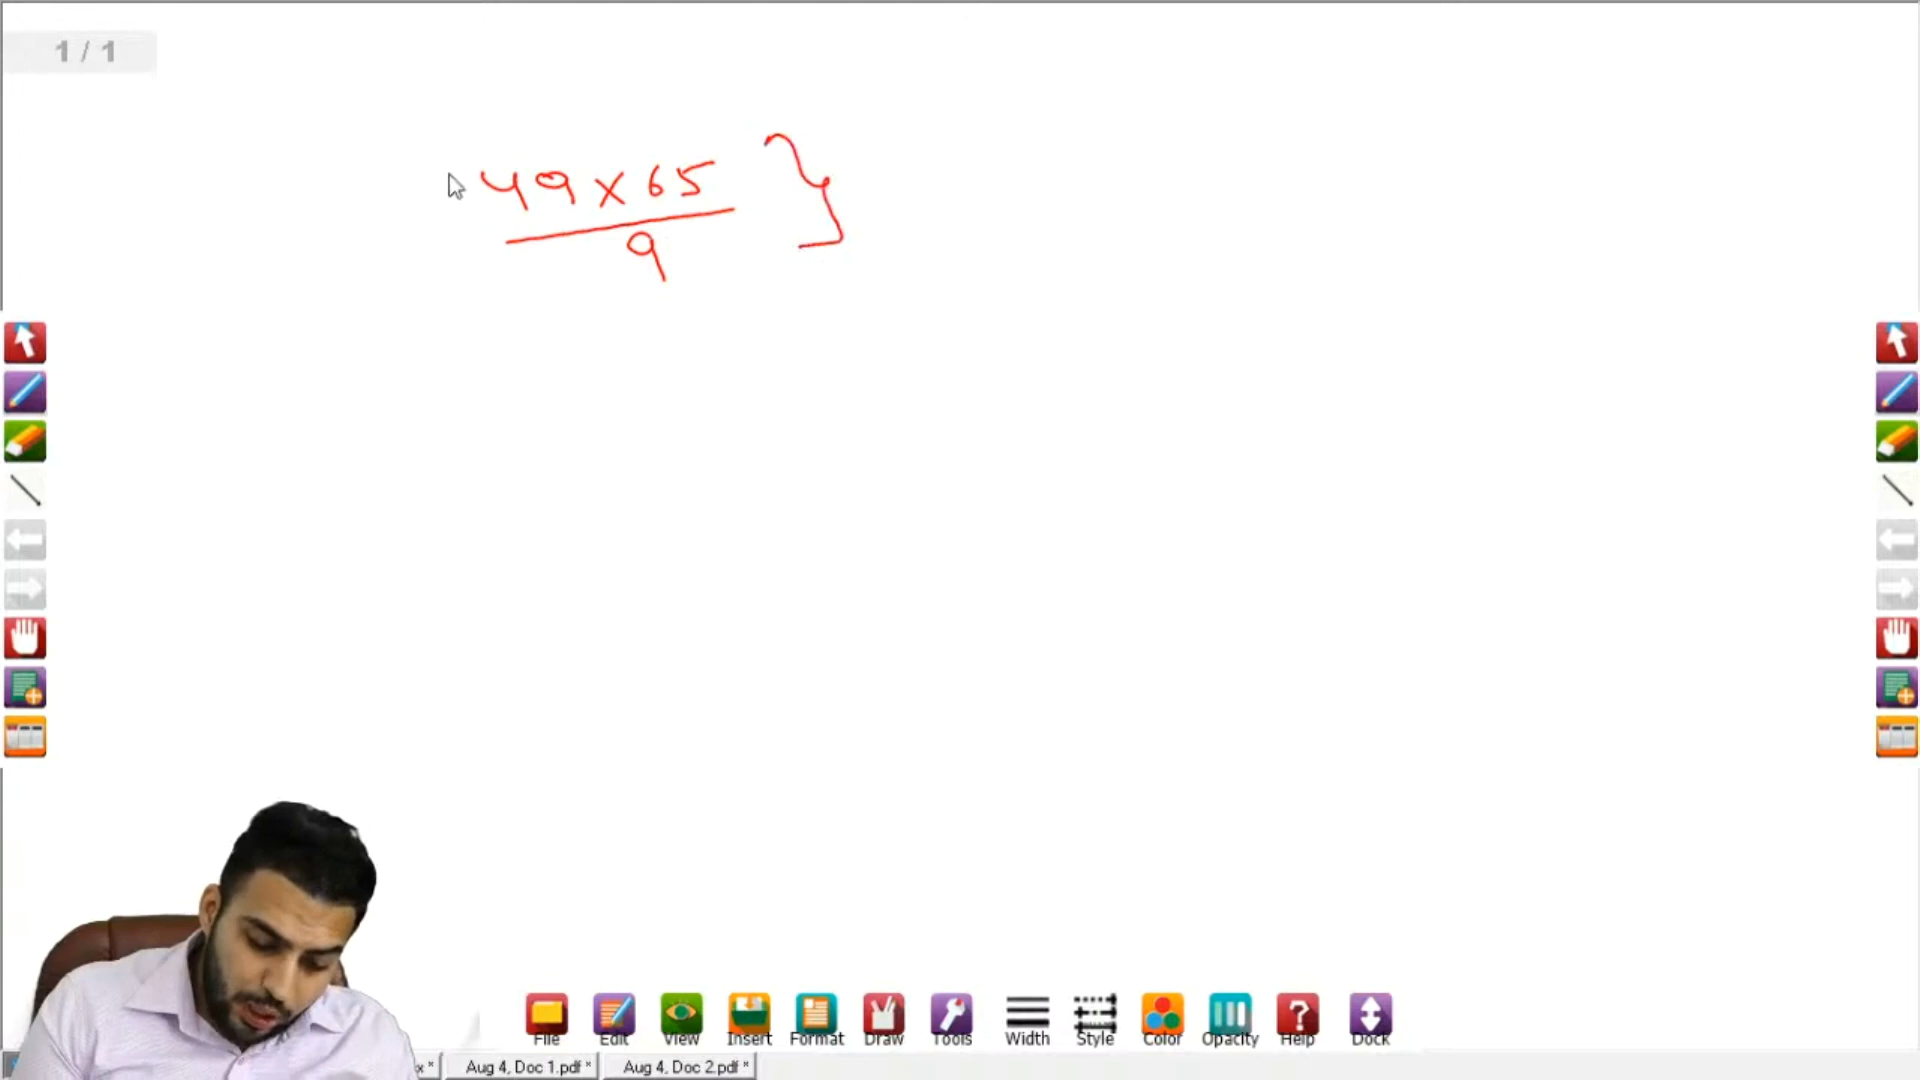 1 / 1
49 x 65
9
File Edit View Insert Format Draw Tools Width Style Color Opacity Help Dock
x * Aug 4, Doc 1.pdf * Aug 4, Doc 2.pdf *